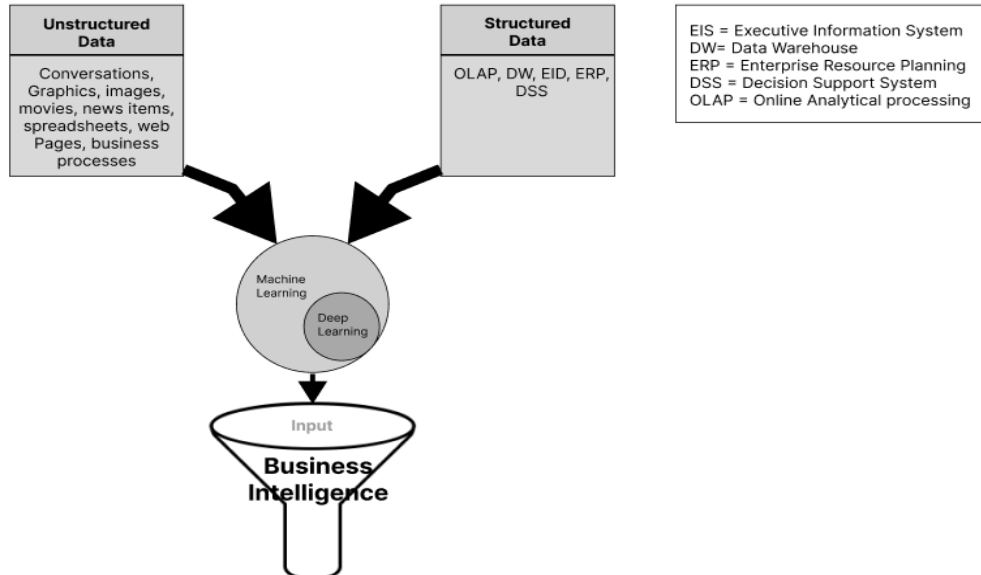 Unstructured
Data
Conversations,
Graphics, images,
movies, news items,
spreadsheets, web
Pages, business
processes
Structured
Data
OLAP, DW, EID, ERP,
DSS
EIS = Executive Information System
DW= Data Warehouse
ERP = Enterprise Resource Planning
DSS = Decision Support System
OLAP = Online Analytical processing
Machine
Learning
Deep
Learning
Input
Business
Intelligence